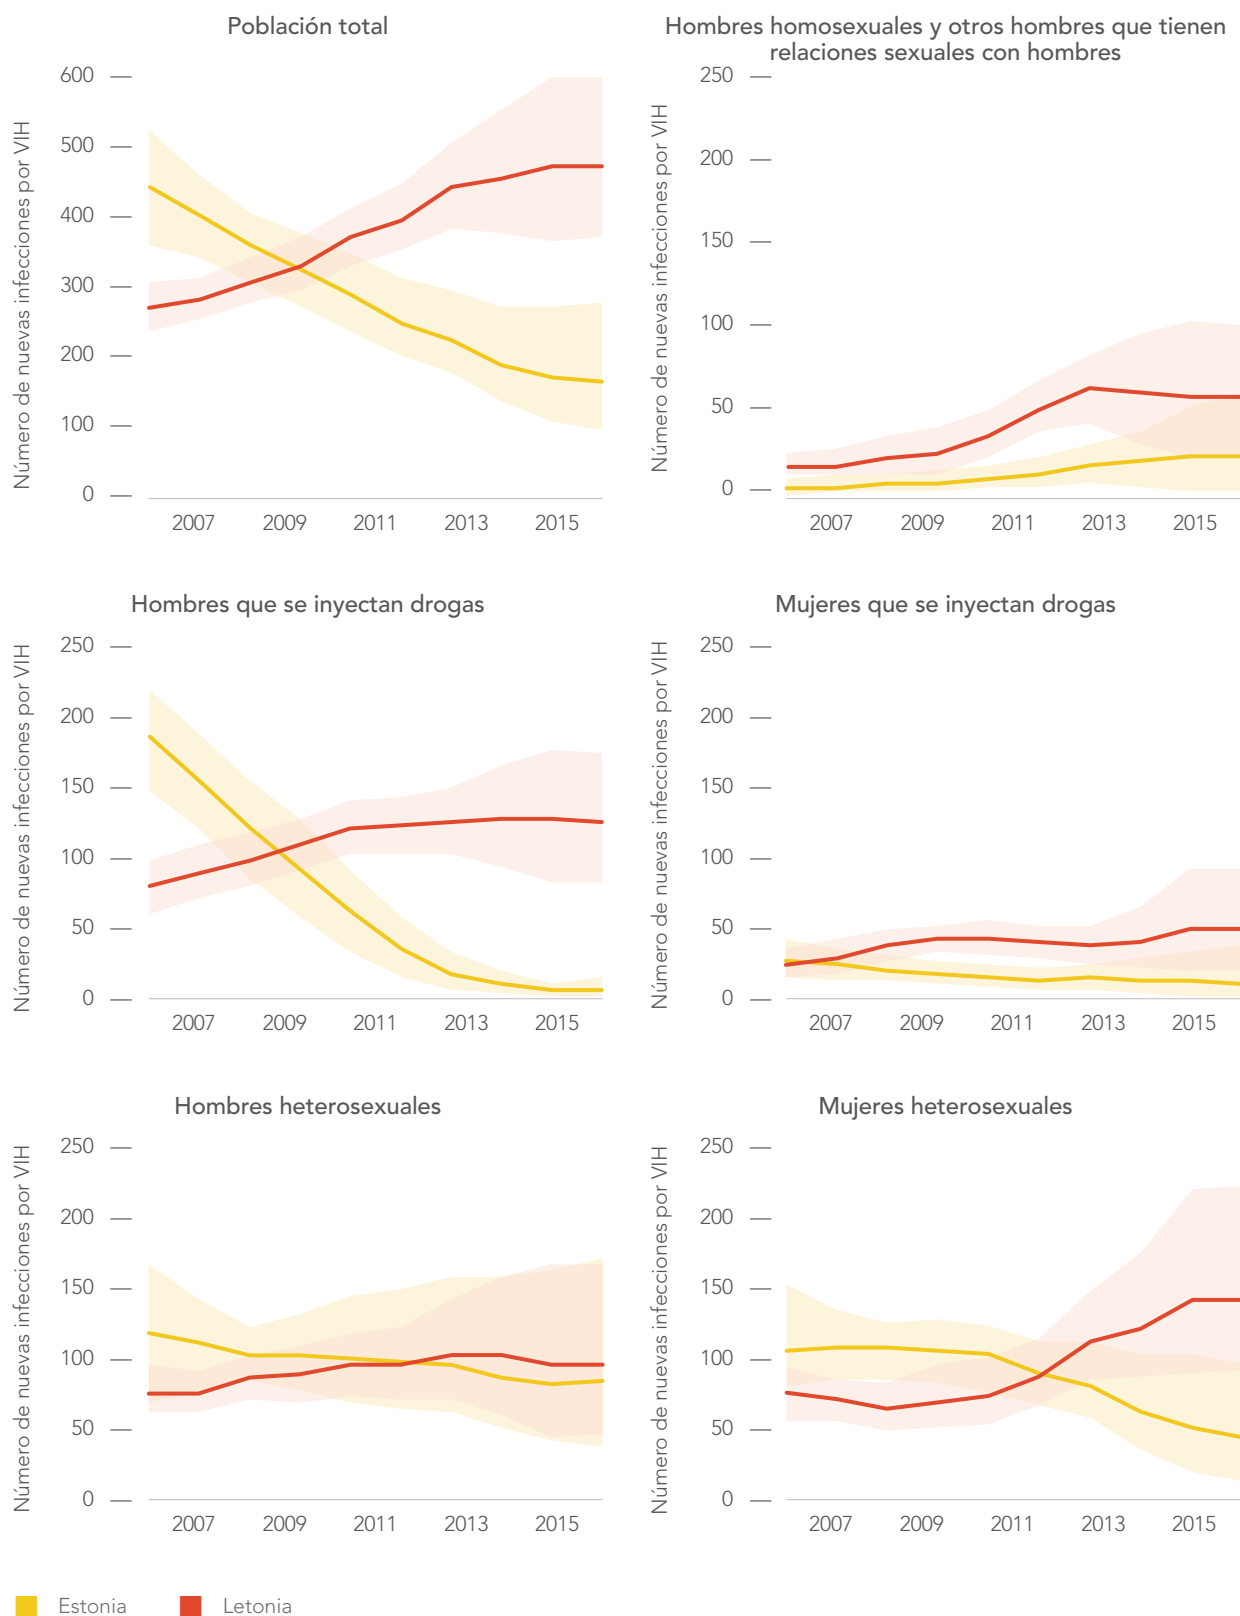 Población total
Número de nuevas infecciones por VIH
600
500
400
300
200
100
0
2007 2009 2011 2013 2015
Hombres homosexuales y otros hombres que tienen
relaciones sexuales con hombres
Número de nuevas infecciones por VIH
250
200
150
100
50
0
2007 2009 2011 2013 2015
Hombres que se inyectan drogas
Número de nuevas infecciones por VIH
250
200
150
100
50
0
2007 2009 2011 2013 2015
Mujeres que se inyectan drogas
Número de nuevas infecciones por VIH
250
200
150
100
50
0
2007 2009 2011 2013 2015
Hombres heterosexuales
Número de nuevas infecciones por VIH
250
200
150
100
50
0
2007 2009 2011 2013 2015
Mujeres heterosexuales
Número de nuevas infecciones por VIH
250
200
150
100
50
0
2007 2009 2011 2013 2015
Estonia Letonia